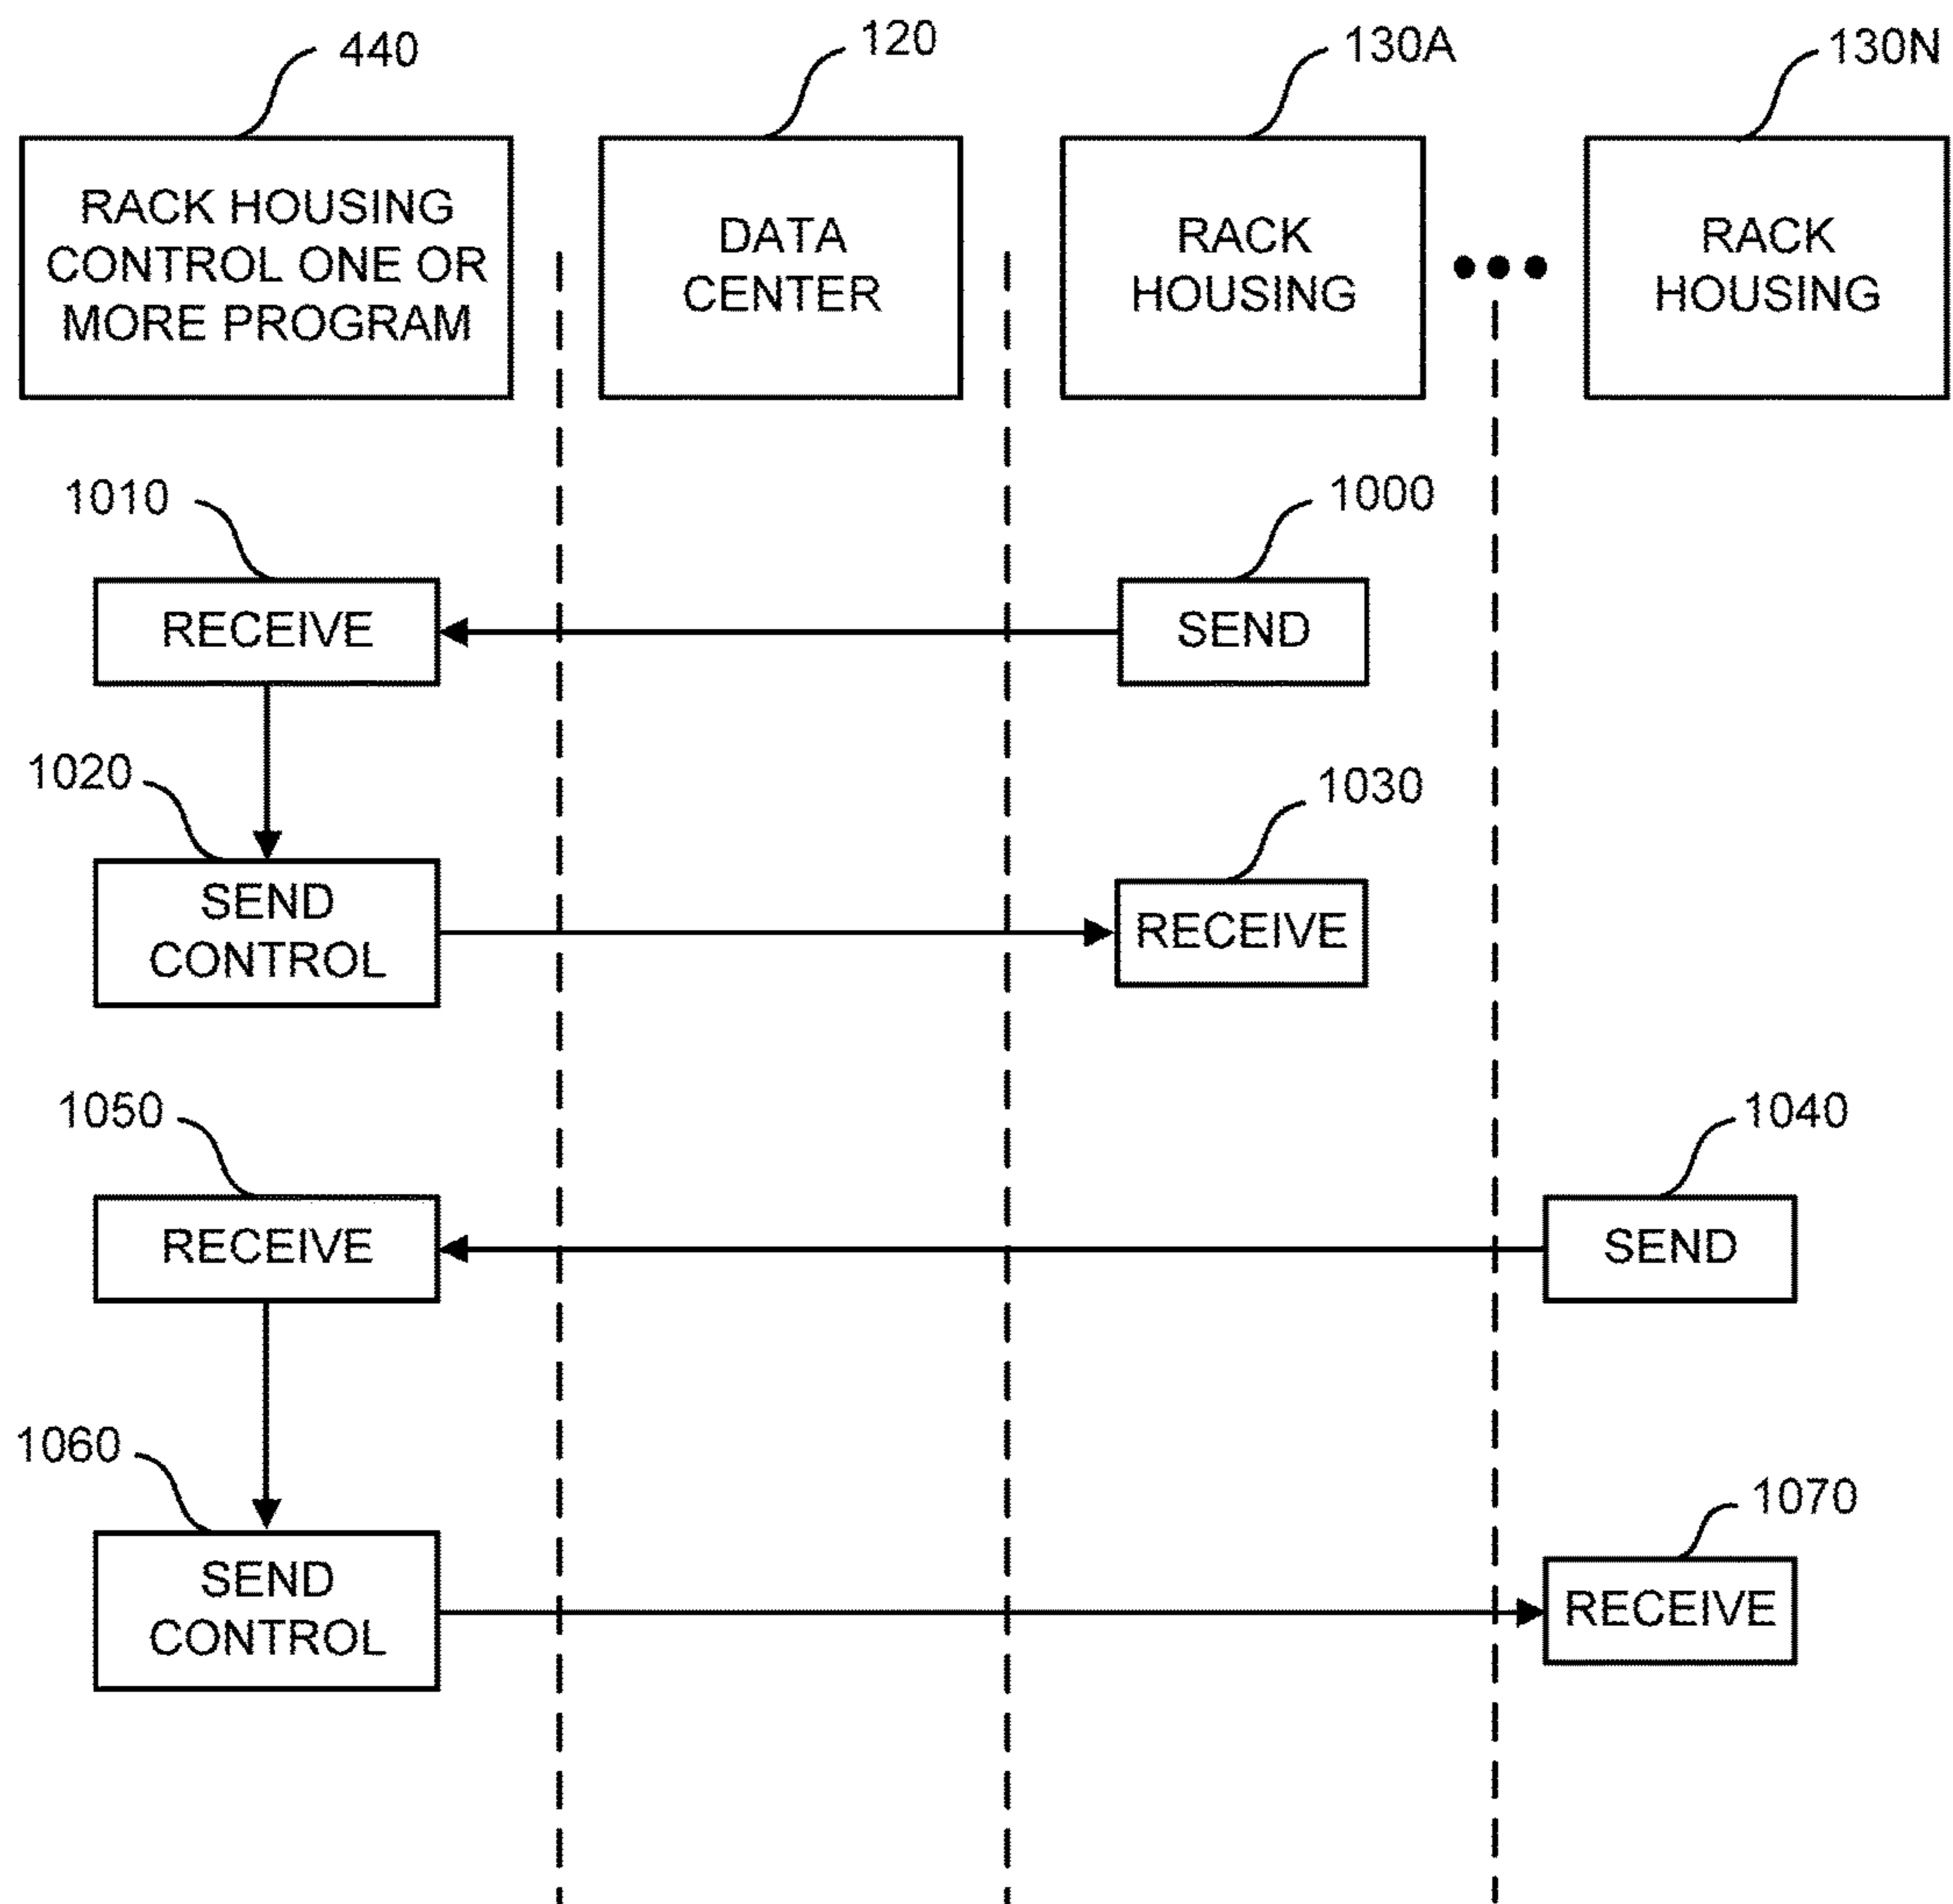 440
120
130A
130N
RACK HOUSING
CONTROL ONE OR
MORE PROGRAM
DATA
CENTER
RACK
HOUSING
RACK
HOUSING
1010
1000
RECEIVE
SEND
1020
1030
SEND
CONTROL
RECEIVE
1050
1040
RECEIVE
SEND
1060
1070
SEND
CONTROL
RECEIVE